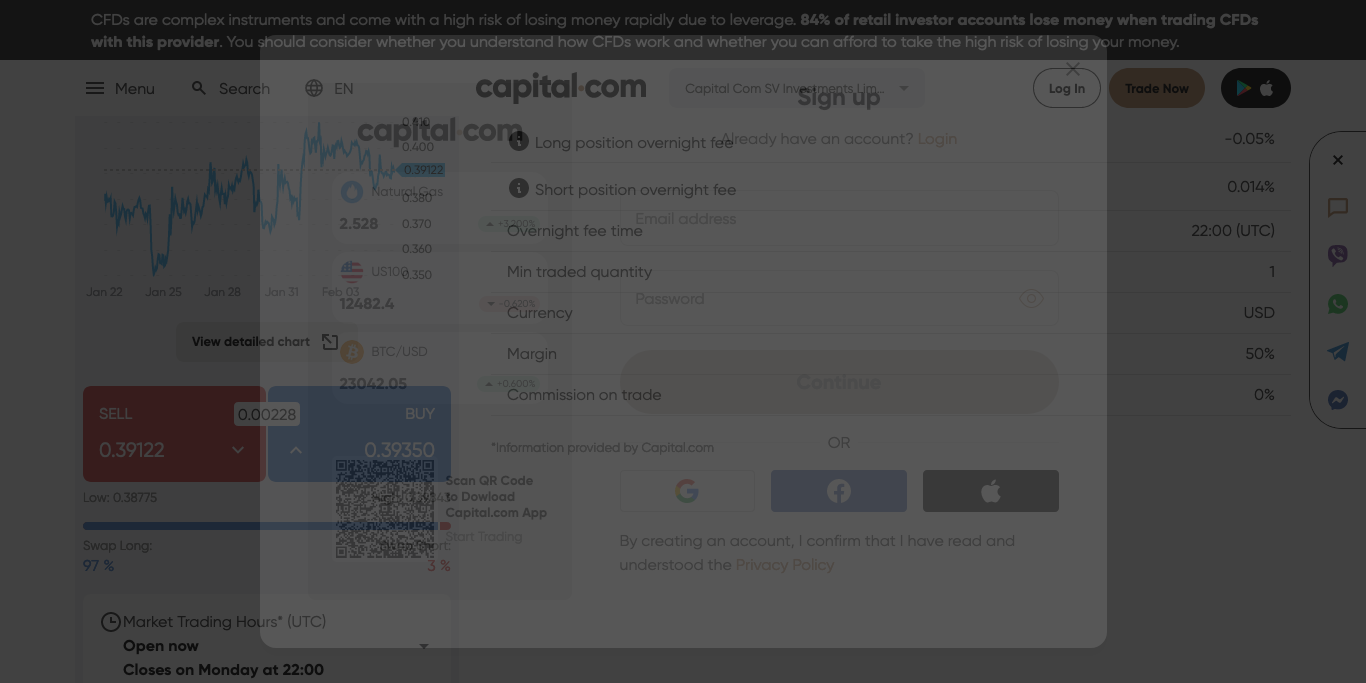 CFDs are complex instruments and come with a high risk of losing money rapidly due to leverage. 84% of retail investor accounts lose money when trading CFDs
with this provider. You should consider whether you understand how CFDs work and whether you can afford to take the high risk of losing your money.
Menu
Search
EN
capital.com
Capital Com SV Investments Lim...
Log In
Trade Now
Sign up
Already have an account? Login
capital.com
0.410
0.400
0.39122
0.380
0.370
0.360
0.350
Jan 22
Jan 25
Jan 28
Jan 31
Feb 03
View detailed chart
Natural Gas
2.528
+3.200%
US100
12482.4
-0.620%
BTC/USD
23042.05
+0.600%
Long position overnight fee
-0.05%
Short position overnight fee
0.014%
Overnight fee time
22:00 (UTC)
Min traded quantity
1
Currency
USD
Margin
50%
Commission on trade
0%
*Information provided by Capital.com
Email address
Password
Continue
OR
By creating an account, I confirm that I have read and
understood the Privacy Policy
SELL
0.39122
0.00228
BUY
0.39350
Low: 0.38775
Scan QR Code
to Dowload
Capital.com App
Start Trading
Swap Long:
97 %
3 %
Market Trading Hours* (UTC)
Open now
Closes on Monday at 22:00